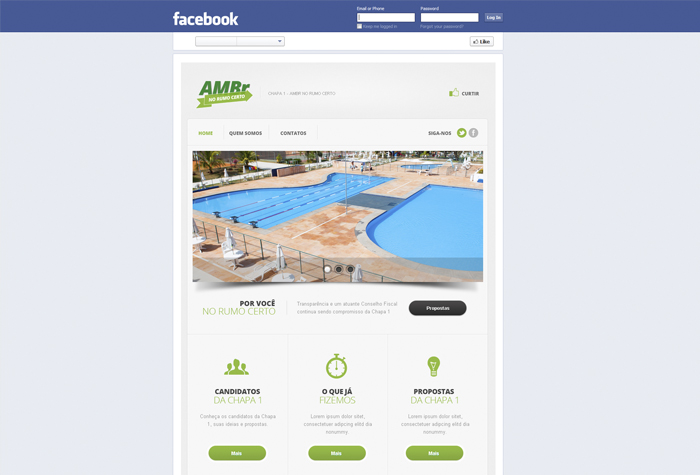 facebook
Email or Phone
Password
Log In
Keep me logged in
Forgot your password?
Like
AMBr
NO RUMO CERTO
CHAPA 1 - AMBR NO RUMO CERTO
CURTIR
HOME
QUEM SOMOS
CONTATOS
SIGA-NOS
POR VOCÊ
NO RUMO CERTO
Transparência e um atuante Conselho Fiscal
continua sendo compromisso da Chapa 1
Propostas
CANDIDATOS
DA CHAPA 1
Conheça os candidatos da Chapa
1, suas ideias e propostas.
Mais
O QUE JÁ
FIZEMOS
Lorem ipsum dolor sitet,
consectetuer adipcing elitd dia
nonummy.
Mais
PROPOSTAS
DA CHAPA 1
Lorem ipsum dolor sitet,
consectetuer adipcing elitd dia
nonummy.
Mais